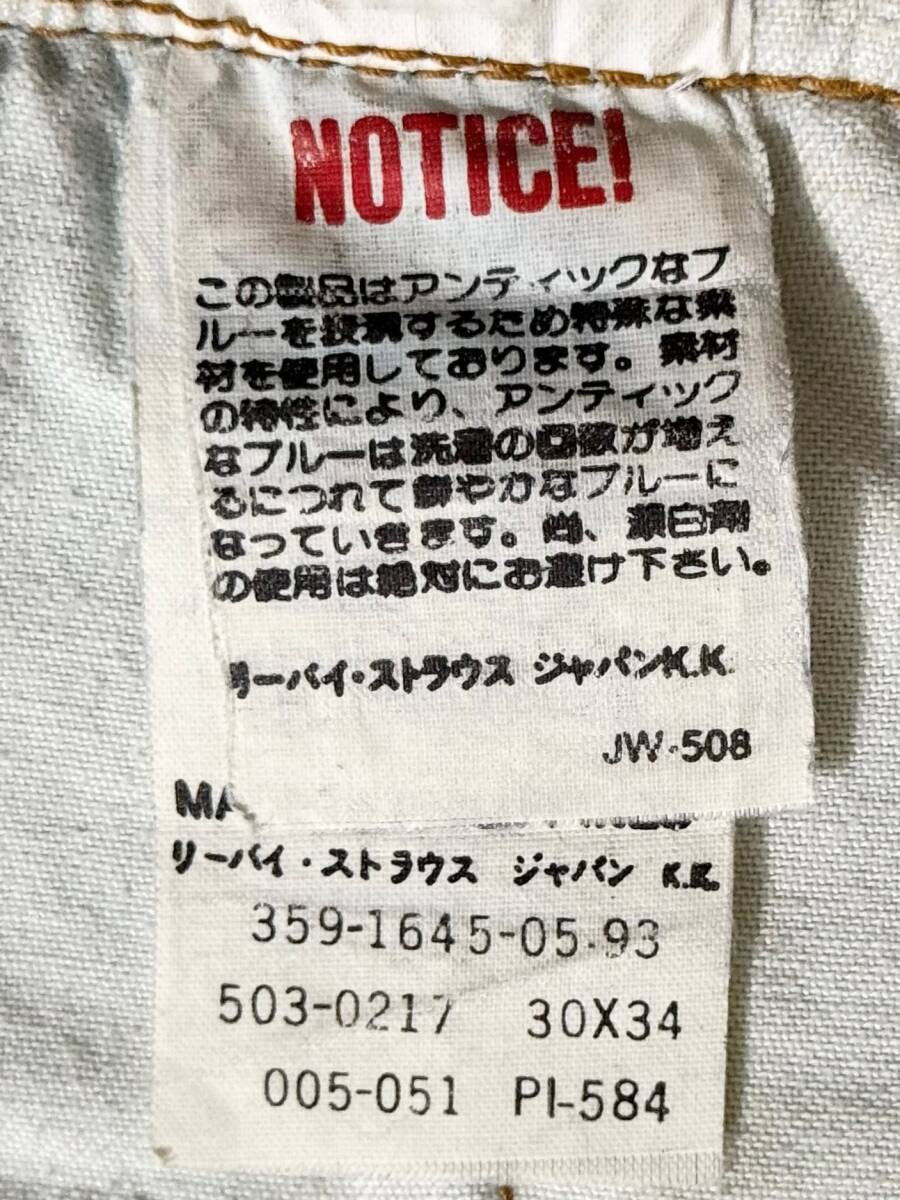 NOTICE!
この製品はアンティックなブ
ルーを表現するため特殊な素
材を使用しております。素材
の特性により、アンティック
なブルーは洗濯の回数が増え
るにつれて鮮やかなブルーに
なっていきます。尚、漂白剤
の使用は絶対にお避け下さい。
リーバイ・ストラウス ジャパンK.K.
JW-508
リーバイ・ストラウス ジャパン K.K.
359-1645-05.93
503-0217 30X34
005-051 PI-584